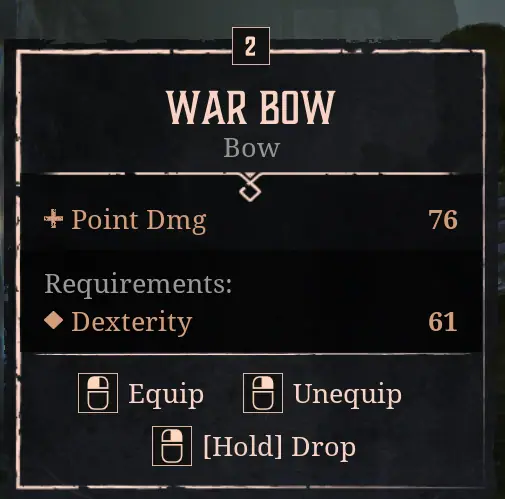 2
WAR BOW
Bow
Point Dmg 76
Requirements:
Dexterity 61
Equip Unequip
[Hold] Drop